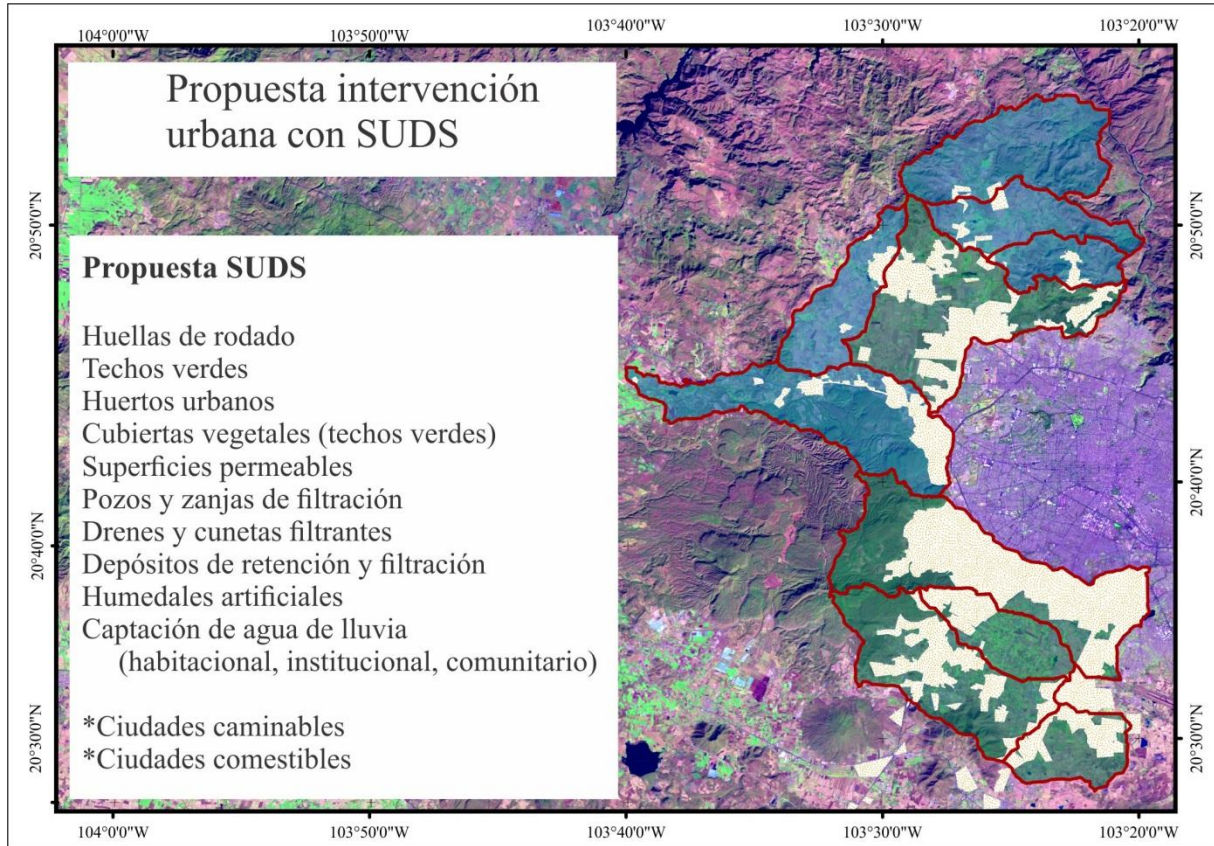 104°0'0"W 103°50'0"W 103°40'0"W 103°30'0"W 103°20'0"W
Propuesta intervención
urbana con SUDS
Propuesta SUDS
Huellas de rodado
Techos verdes
Huertos urbanos
Cubiertas vegetales (techos verdes)
Superficies permeables
Pozos y zanjas de filtración
Drenes y cunetas filtrantes
Depósitos de retención y filtración
Humedales artificiales
Captación de agua de lluvia
(habitacional, institucional, comunitario)
*Ciudades caminables
*Ciudades comestibles
20°50'0"N
20°40'0"N
20°30'0"N
20°50'0"N
20°40'0"N
20°30'0"N
104°0'0"W 103°50'0"W 103°40'0"W 103°30'0"W 103°20'0"W